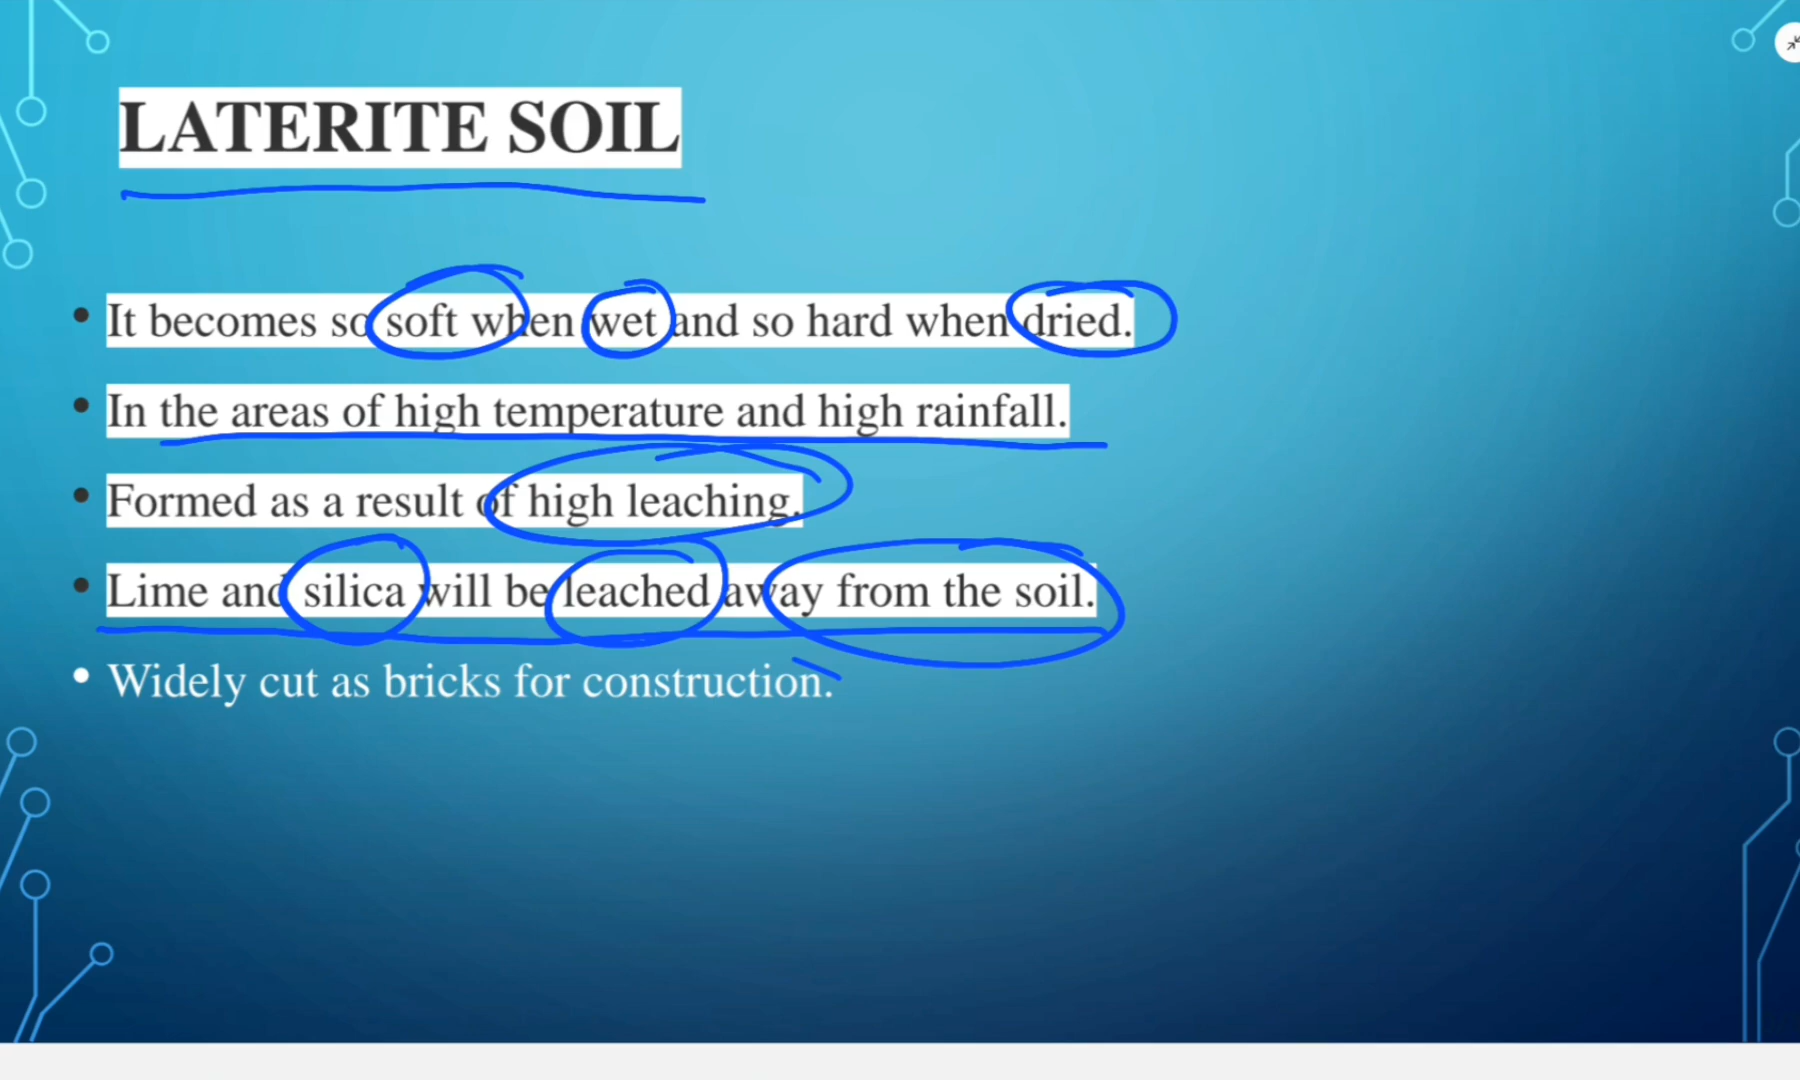 LATERITE SOIL
• It becomes so soft when wet and so hard when dried.
• In the areas of high temperature and high rainfall.
• Formed as a result of high leaching.
• Lime and silica will be leached away from the soil.
• Widely cut as bricks for construction.